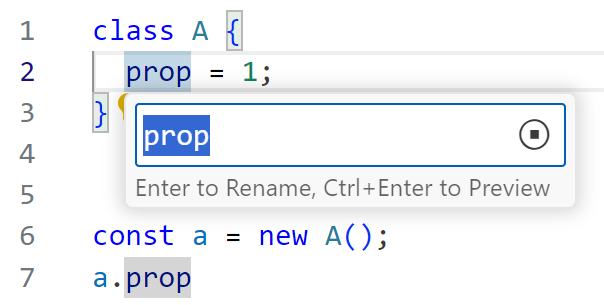 1 class A {
2 prop = 1;
3 }
prop
Enter to Rename, Ctrl+Enter to Preview
4
5
6 const a = new A();
7 a.prop